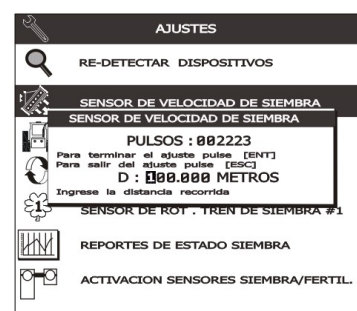 AJUSTES
RE-DETECTAR DISPOSITIVOS
SENSOR DE VELOCIDAD DE SIEMBRA
SENSOR DE VELOCIDAD DE SIEMBRA
PULSOS : 002223
Para terminar el ajuste pulse [ENT]
Para salir del ajuste pulse [ESC]
D : 100.000 METROS
Ingrese la distancia recorrida
1
SENSOR DE ROT . TREN DE SIEMBRA #1
REPORTES DE ESTADO SIEMBRA
ACTIVACION SENSORES SIEMBRA/FERTIL.